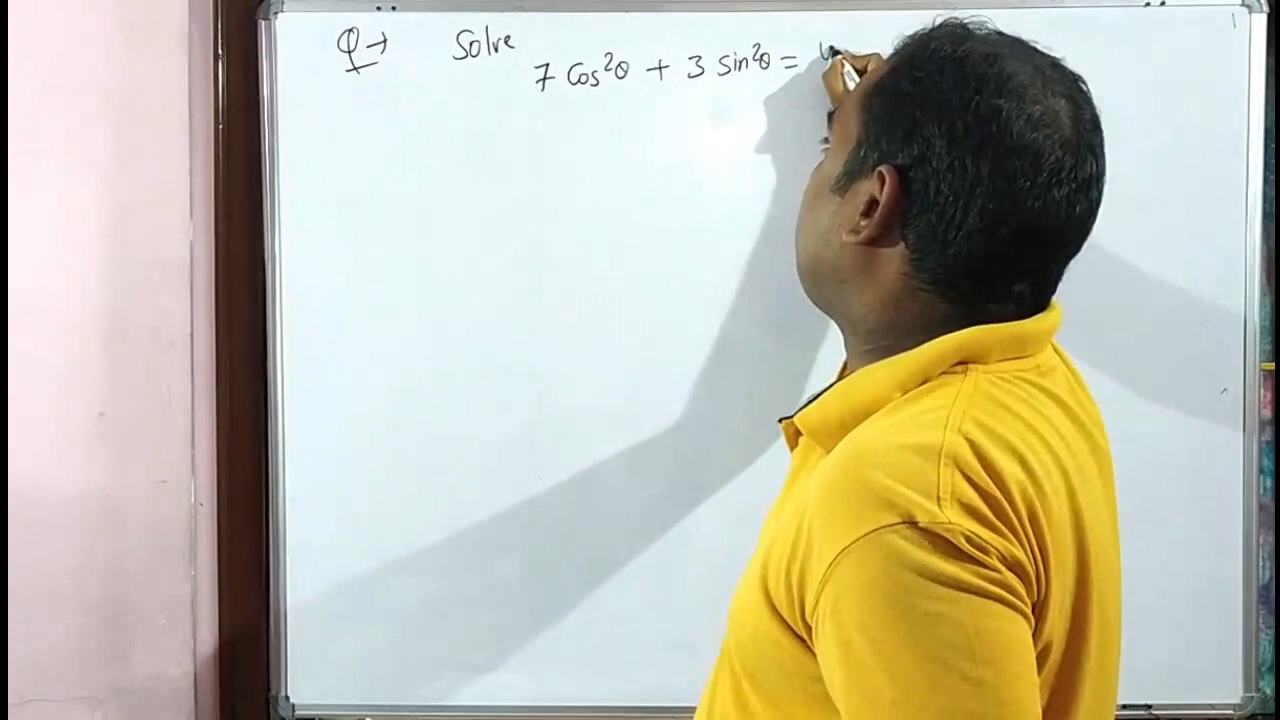 Q→ Solve
7 Cos²θ + 3 Sin²θ =